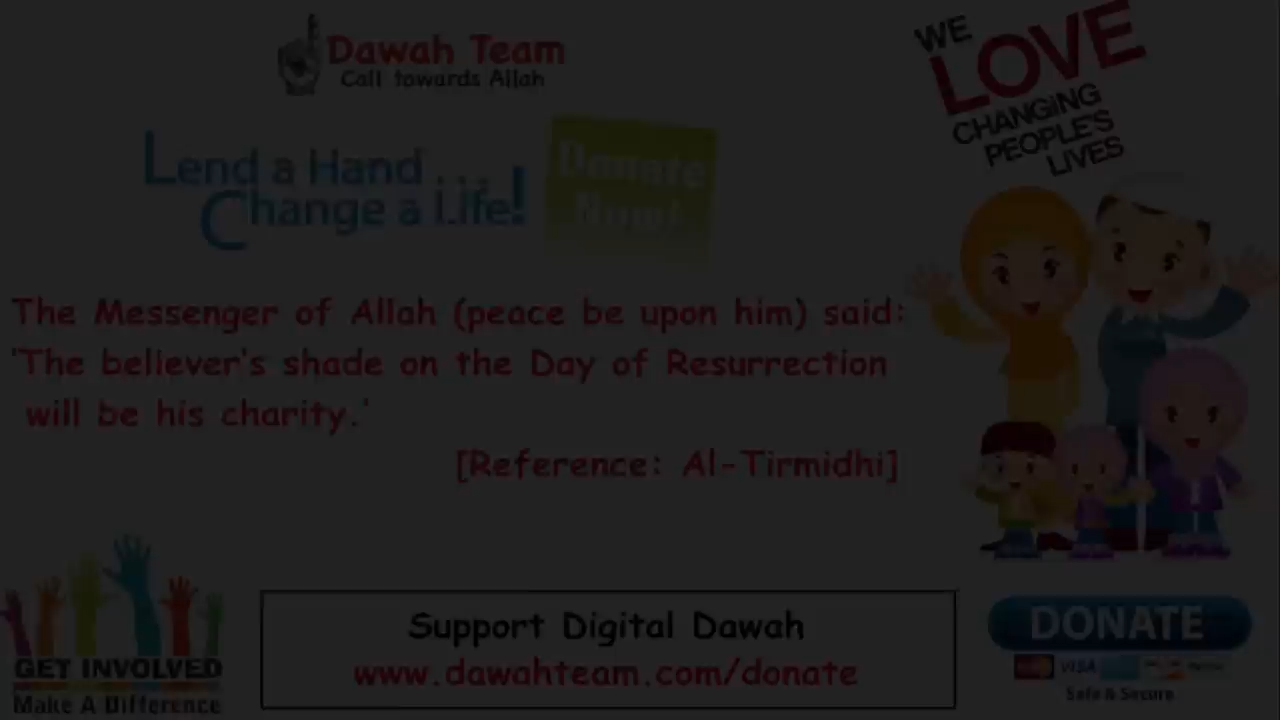 Dawah Team
Call towards Allah
WE
LOVE
CHANGING
PEOPLE'S
LIVES
Lend a Hand . . .
Change a Life!
Donate
Now!
The Messenger of Allah (peace be upon him) said:
'The believer's shade on the Day of Resurrection
will be his charity.'
[Reference: Al-Tirmidhi]
GET INVOLVED
Make A Difference
Support Digital Dawah
www.dawahteam.com/donate
DONATE
VISA
Safe & Secure